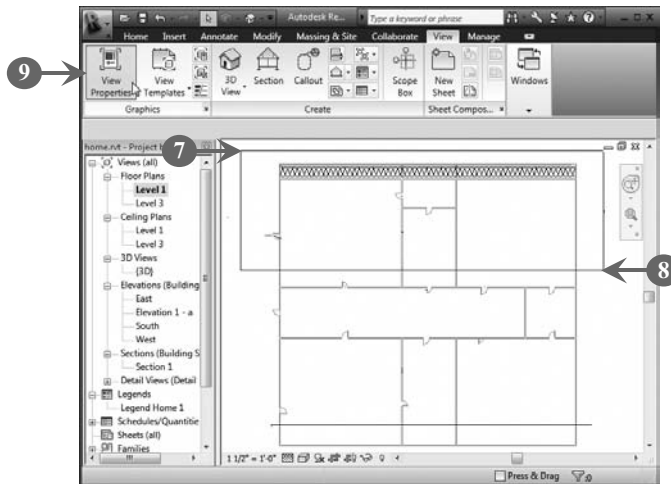 Autodesk Re...
Type a keyword or phrase
Home Insert Annotate Modify Massing & Site Collaborate View Manage
9
View Properties
View Templates
3D View
Section
Callout
Scope Box
New Sheet
Windows
Graphics
Create
Sheet Compos...
home.rvt - Project b
7
Views (all)
Floor Plans
Level 1
Level 3
Ceiling Plans
Level 1
Level 3
3D Views
{3D}
Elevations (Building
East
Elevation 1 - a
South
West
Sections (Building S
Section 1
Detail Views (Detail
Legends
Legend Home 1
Schedules/Quantitie
Sheets (all)
Families
8
1 1/2" = 1'-0"
Press & Drag
:0